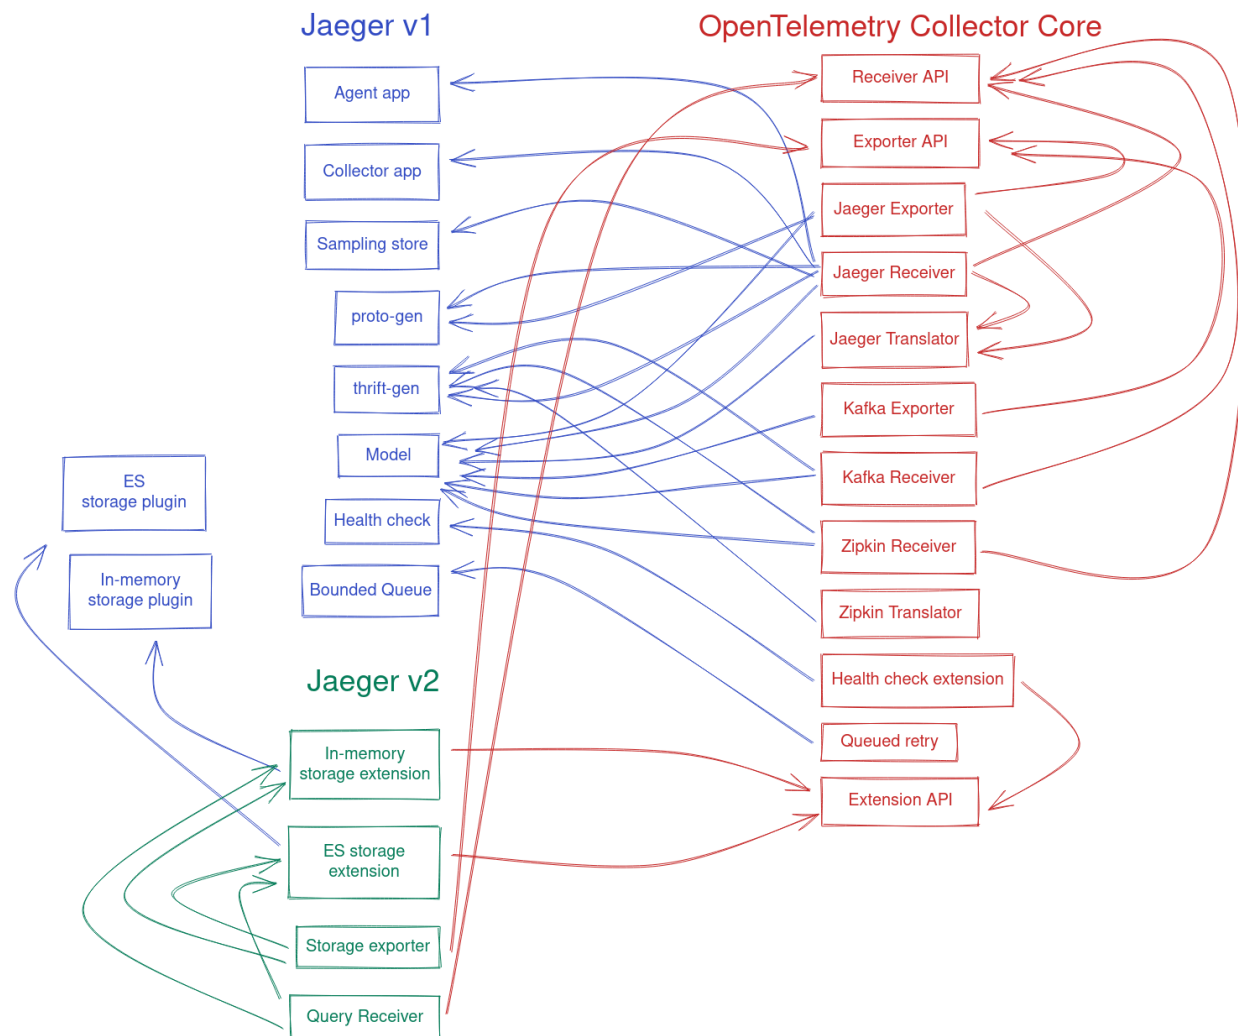 Jaeger v1
OpenTelemetry Collector Core
Agent app
Collector app
Sampling store
proto-gen
thrift-gen
Model
Health check
Bounded Queue
ES
storage plugin
In-memory
storage plugin
Jaeger v2
In-memory
storage extension
ES storage
extension
Storage exporter
Query Receiver
Receiver API
Exporter API
Jaeger Exporter
Jaeger Receiver
Jaeger Translator
Kafka Exporter
Kafka Receiver
Zipkin Receiver
Zipkin Translator
Health check extension
Queued retry
Extension API